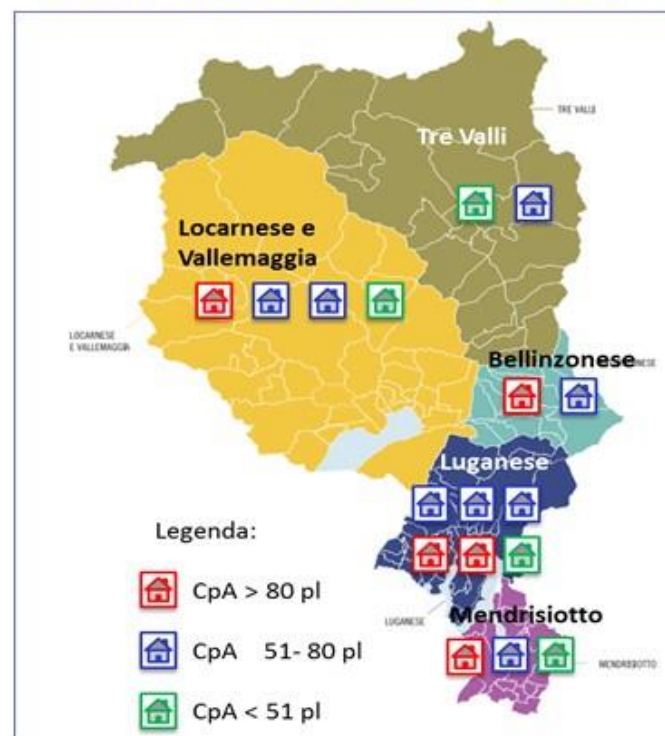 Tre Valli
TRE VALLI
Locarnese e
Vallemaggia
LOCARNESE
E VALLEMAGGIA
Bellinzonese
Luganese
Legenda:
CpA > 80 pl
LUGANESE
Mendrisiotto
CpA 51- 80 pl
MENDRISIOTTO
CpA < 51 pl